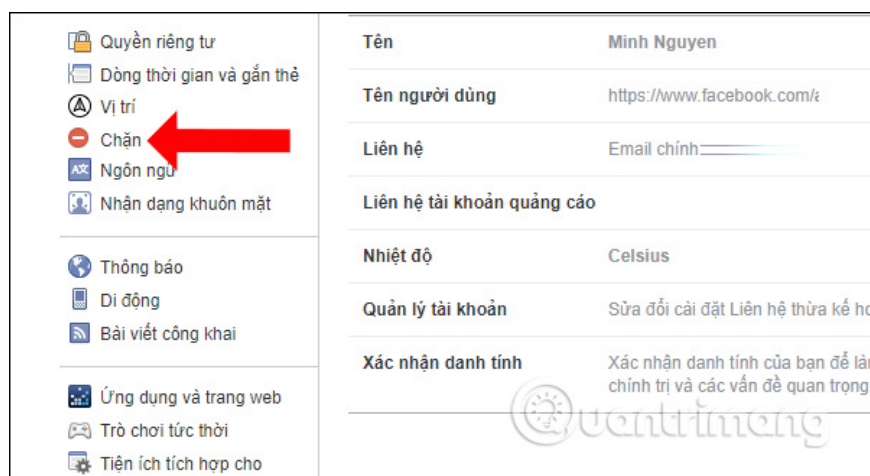 Quyền riêng tư
Dòng thời gian và gắn thẻ
Vị trí
Chặn
Ngôn ngữ
Nhận dạng khuôn mặt
Thông báo
Di động
Bài viết công khai
Ứng dụng và trang web
Trò chơi tức thời
Tiện ích tích hợp cho
Tên Minh Nguyen
Tên người dùng https://www.facebook.com/
Liên hệ Email chính
Liên hệ tài khoản quảng cáo
Nhiệt độ Celsius
Quản lý tài khoản Sửa đổi cài đặt Liên hệ thừa kế
Xác nhận danh tính Xác nhận danh tính của bạn để
chính trị và các vấn đề quan trọng
Quantrimang